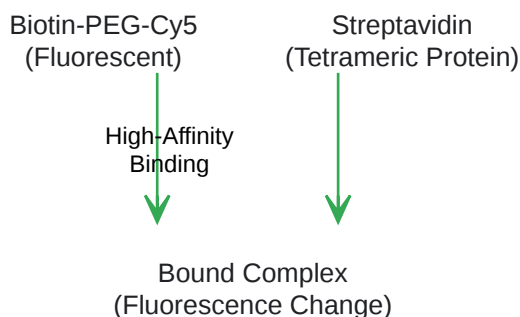 Biotin-PEG-Cy5
(Fluorescent)
Streptavidin
(Tetrameric Protein)
High-Affinity
Binding
Bound Complex
(Fluorescence Change)